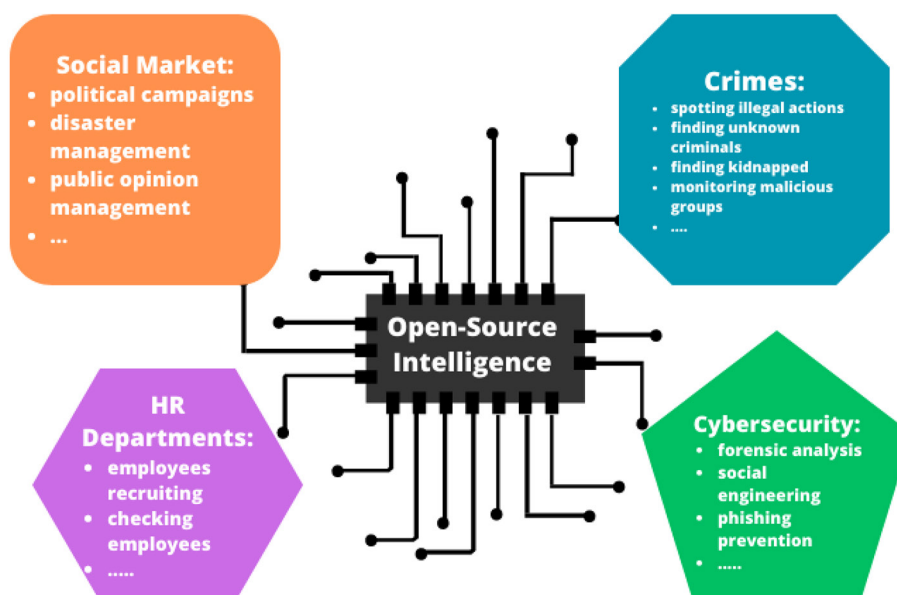 Social Market:
• political campaigns
• disaster
management
• public opinion
management
• ...
Crimes:
• spotting illegal actions
• finding unknown
criminals
• finding kidnapped
• monitoring malicious
groups
• ....
Open-Source
Intelligence
HR
Departments:
• employees
recruiting
• checking
employees
• .....
Cybersecurity:
• forensic analysis
• social
engineering
• phishing
prevention
• .....